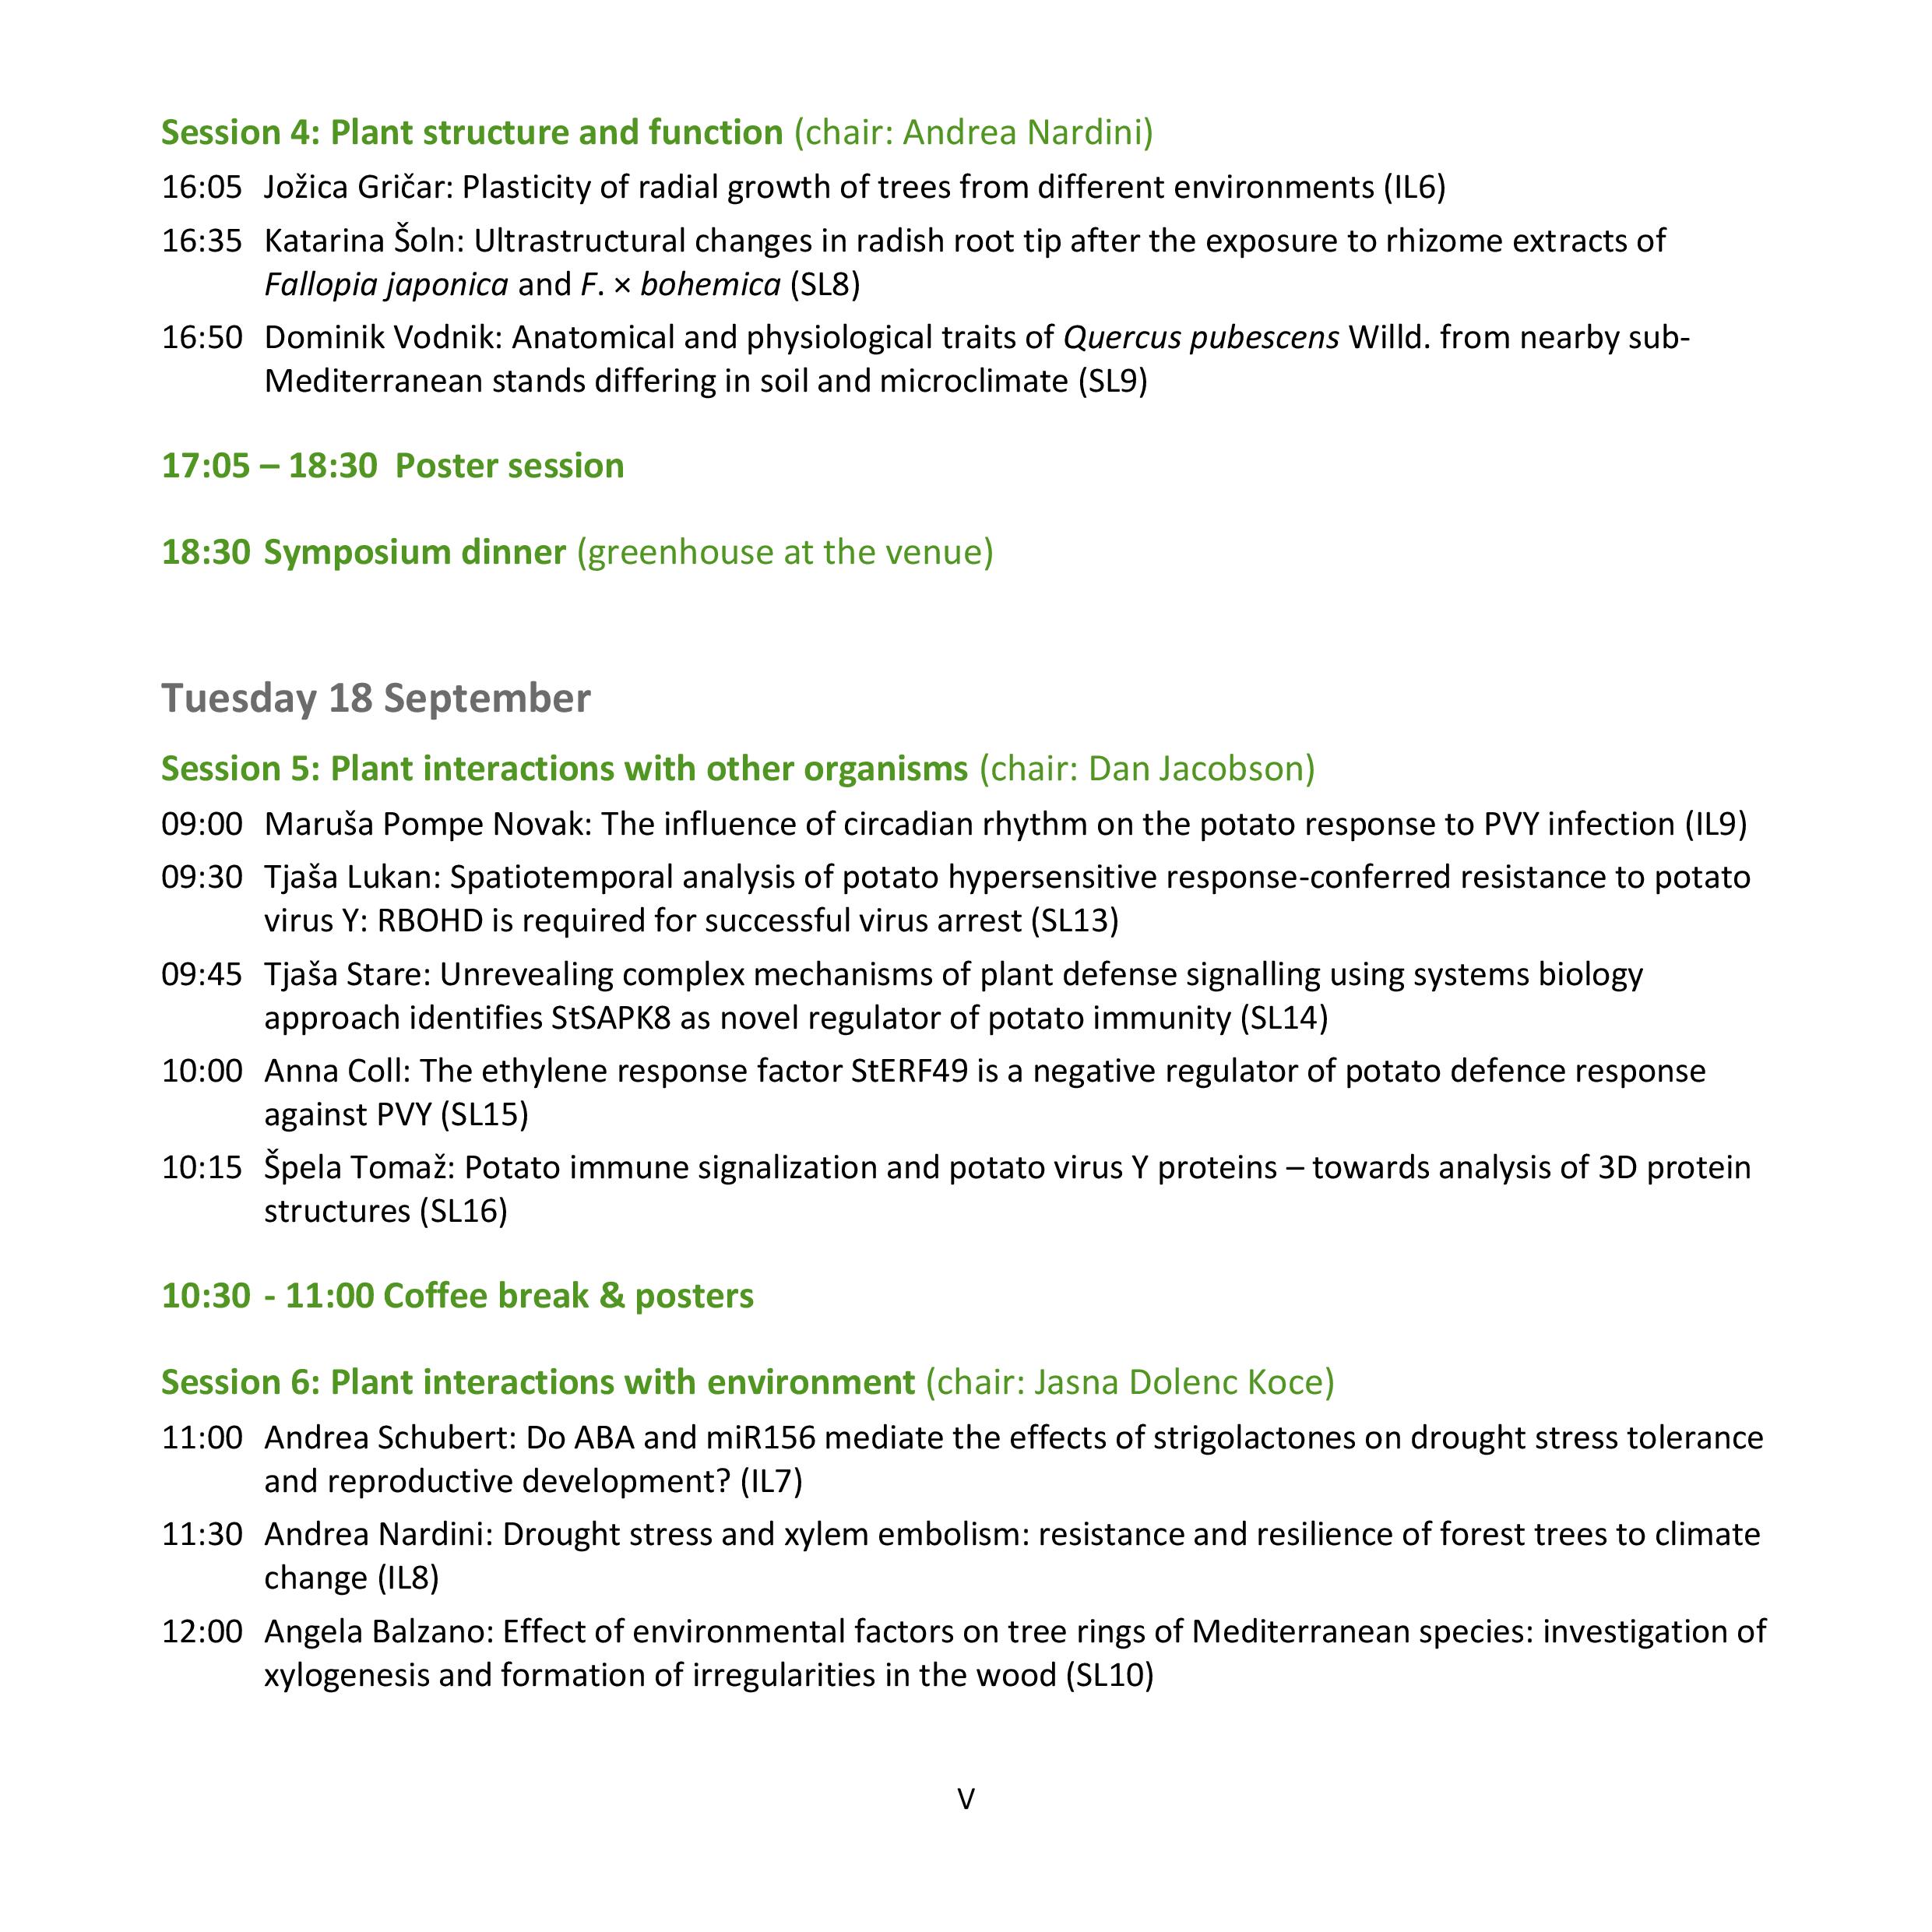 Session 4: Plant structure and function (chair: Andrea Nardini)
16:05 Jožica Gričar: Plasticity of radial growth of trees from different environments (IL6)
16:35 Katarina Šoln: Ultrastructural changes in radish root tip after the exposure to rhizome extracts of
Fallopia japonica and F. × bohemica (SL8)
16:50 Dominik Vodnik: Anatomical and physiological traits of Quercus pubescens Willd. from nearby sub-
Mediterranean stands differing in soil and microclimate (SL9)
17:05 – 18:30 Poster session
18:30 Symposium dinner (greenhouse at the venue)
Tuesday 18 September
Session 5: Plant interactions with other organisms (chair: Dan Jacobson)
09:00 Maruša Pompe Novak: The influence of circadian rhythm on the potato response to PVY infection (IL9)
09:30 Tjaša Lukan: Spatiotemporal analysis of potato hypersensitive response-conferred resistance to potato
virus Y: RBOHD is required for successful virus arrest (SL13)
09:45 Tjaša Stare: Unrevealing complex mechanisms of plant defense signalling using systems biology
approach identifies StSAPK8 as novel regulator of potato immunity (SL14)
10:00 Anna Coll: The ethylene response factor StERF49 is a negative regulator of potato defence response
against PVY (SL15)
10:15 Špela Tomaž: Potato immune signalization and potato virus Y proteins – towards analysis of 3D protein
structures (SL16)
10:30 - 11:00 Coffee break & posters
Session 6: Plant interactions with environment (chair: Jasna Dolenc Koce)
11:00 Andrea Schubert: Do ABA and miR156 mediate the effects of strigolactones on drought stress tolerance
and reproductive development? (IL7)
11:30 Andrea Nardini: Drought stress and xylem embolism: resistance and resilience of forest trees to climate
change (IL8)
12:00 Angela Balzano: Effect of environmental factors on tree rings of Mediterranean species: investigation of
xylogenesis and formation of irregularities in the wood (SL10)
V